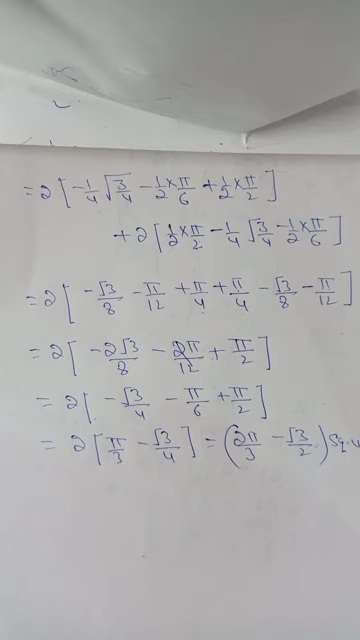 = 2 [ -1/4 √3/4 - 1/2 × π/6 + 1/2 × π/2 ]
+ 2 [ 1/2 × π/2 - 1/4 √3/4 - 1/2 × π/6 ]
= 2 [ -√3/8 - π/12 + π/4 + π/4 - √3/8 - π/12 ]
= 2 [ -2√3/8 - 2π/12 + π/2 ]
= 2 [ -√3/4 - π/6 + π/2 ]
= 2 [ π/3 - √3/4 ] = ( 2π/3 - √3/2 ) Sq. u